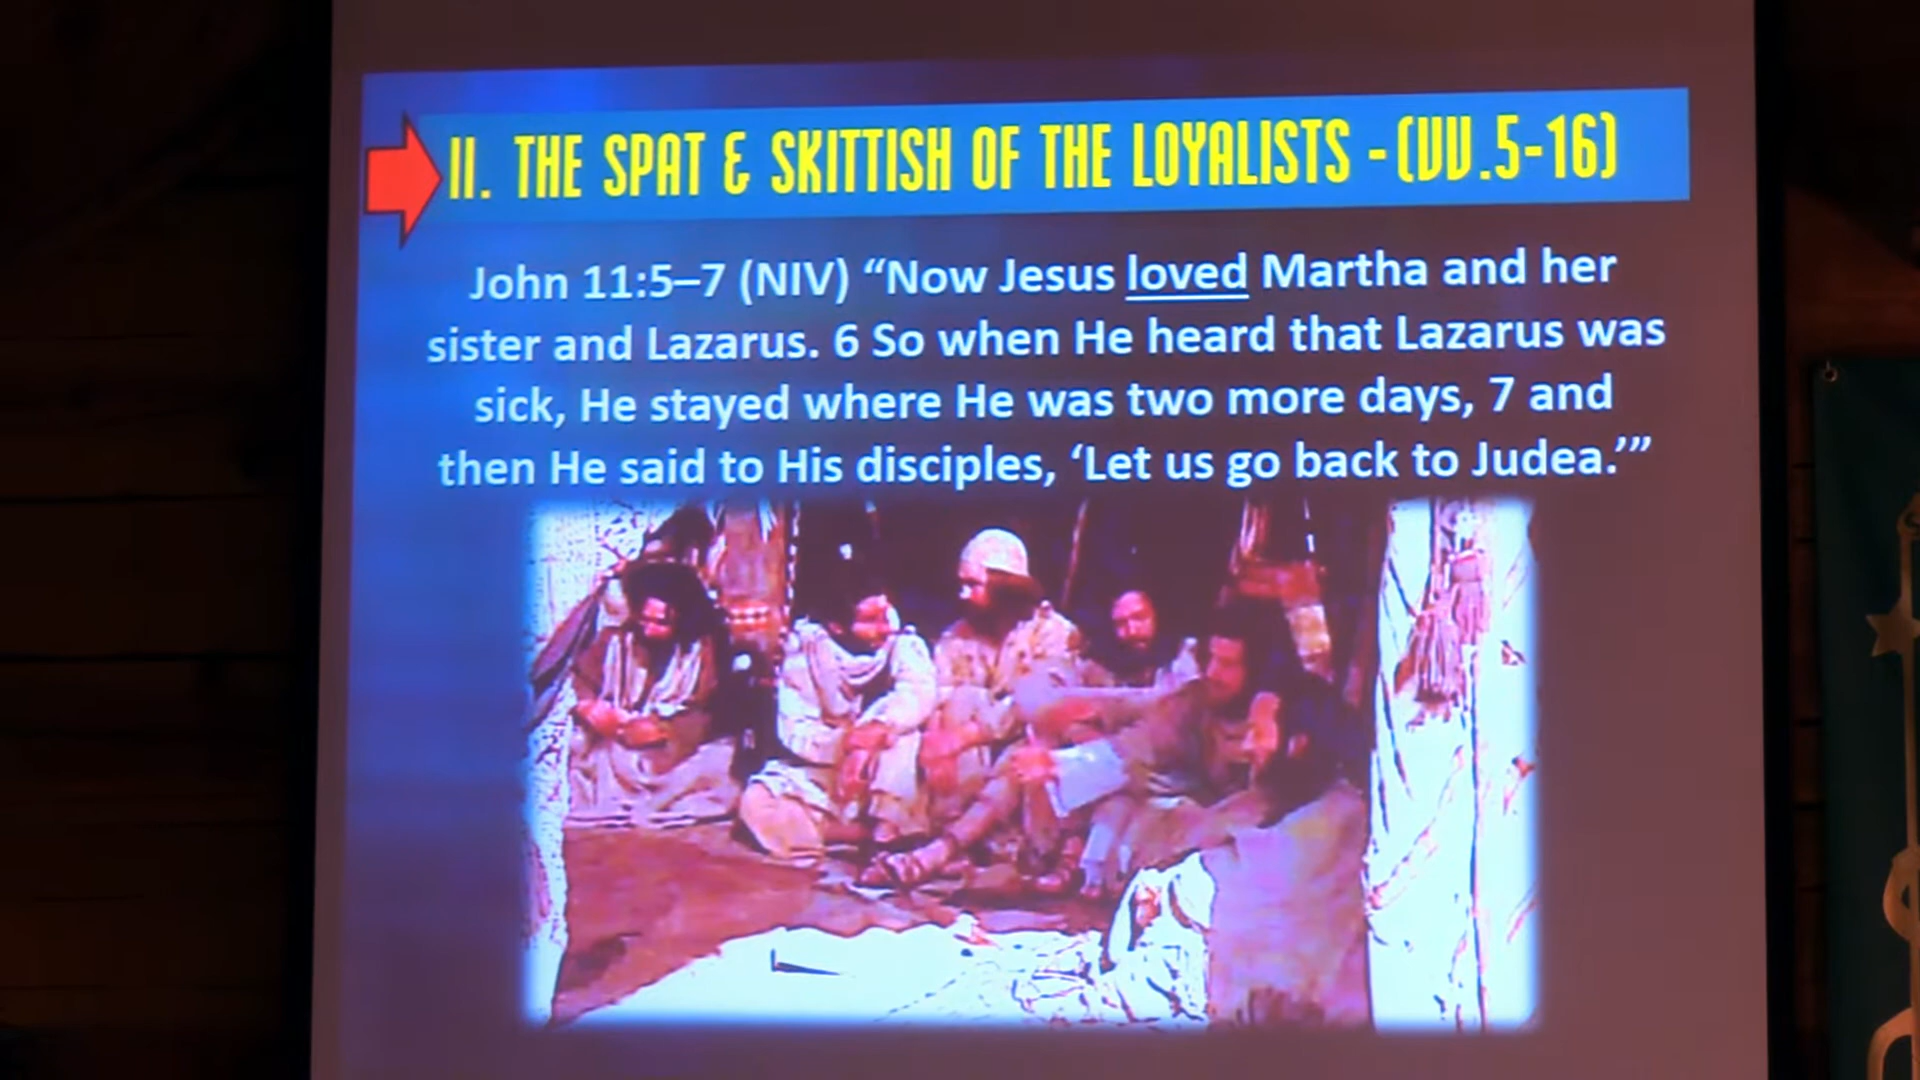 II. THE SPAT & SKITTISH OF THE LOYALISTS - (VV.5-16)
John 11:5–7 (NIV) “Now Jesus loved Martha and her
sister and Lazarus. 6 So when He heard that Lazarus was
sick, He stayed where He was two more days, 7 and
then He said to His disciples, ‘Let us go back to Judea.’”